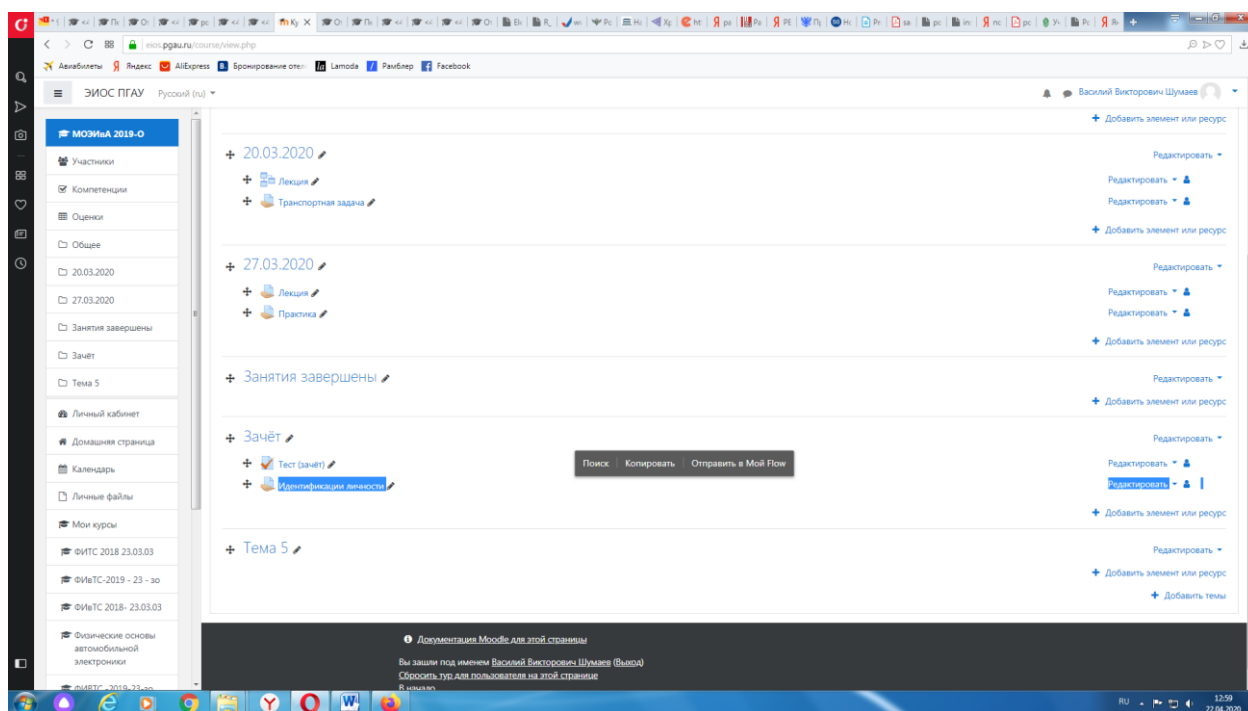 eios.pgau.ru/course/view.php
Авиабилеты Яндекс AliExpress Бронирование отел Lamoda Рамблер Facebook
ЭИОС ПГАУ Русский (ru)
Василий Викторович Шумаев
МОЭИвА 2019-О
Участники
Компетенции
Оценки
Общее
20.03.2020
27.03.2020
Занятия завершены
Зачёт
Тема 5
Личный кабинет
Домашняя страница
Календарь
Личные файлы
Мои курсы
ФИТС 2018 23.03.03
ФИвТС-2019 - 23 - зо
ФИвТС 2018- 23.03.03
Физические основы
автомобильной
электроники
Добавить элемент или ресурс
20.03.2020 Редактировать
Лекция Редактировать
Транспортная задача Редактировать
Добавить элемент или ресурс
27.03.2020 Редактировать
Лекция Редактировать
Практика Редактировать
Добавить элемент или ресурс
Занятия завершены Редактировать
Добавить элемент или ресурс
Зачёт Редактировать
Поиск Копировать Отправить в Мой Flow
Тест (зачёт) Редактировать
Идентификации личности Редактировать
Добавить элемент или ресурс
Тема 5 Редактировать
Добавить элемент или ресурс
Добавить темы
Документация Moodle для этой страницы
Вы зашли под именем Василий Викторович Шумаев (Выход)
Сбросить тур для пользователя на этой странице
В начало
RU 12:59
22.04.2020